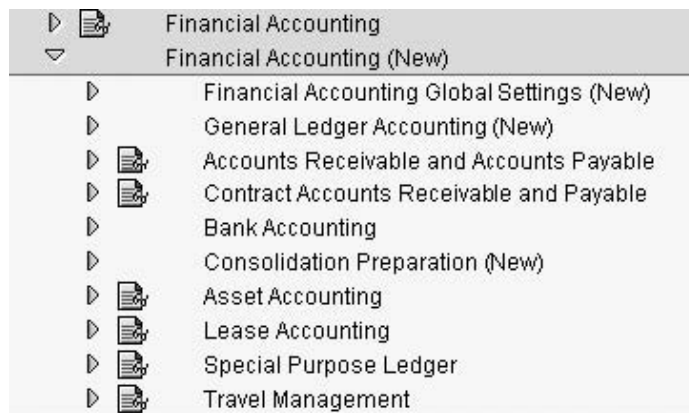 Financial Accounting
Financial Accounting (New)
Financial Accounting Global Settings (New)
General Ledger Accounting (New)
Accounts Receivable and Accounts Payable
Contract Accounts Receivable and Payable
Bank Accounting
Consolidation Preparation (New)
Asset Accounting
Lease Accounting
Special Purpose Ledger
Travel Management